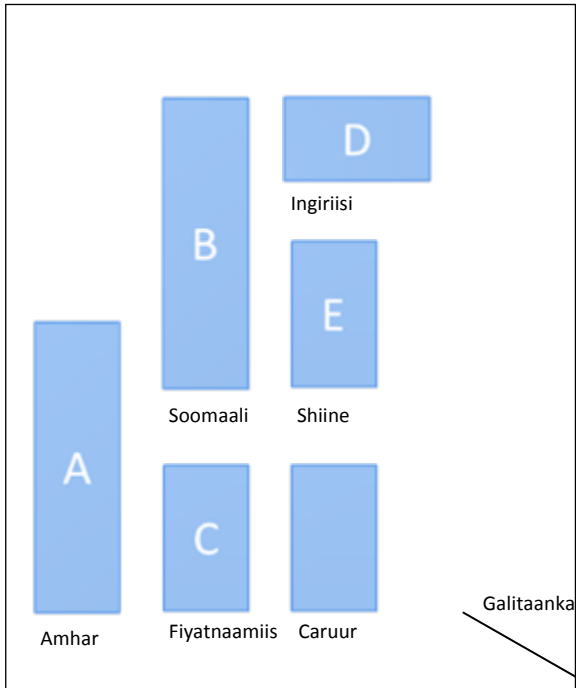 D
Ingiriisi
B
E
Soomaali
Shiine
A
C
Galitaanka
Amhar
Fiyatnaamiis
Caruur